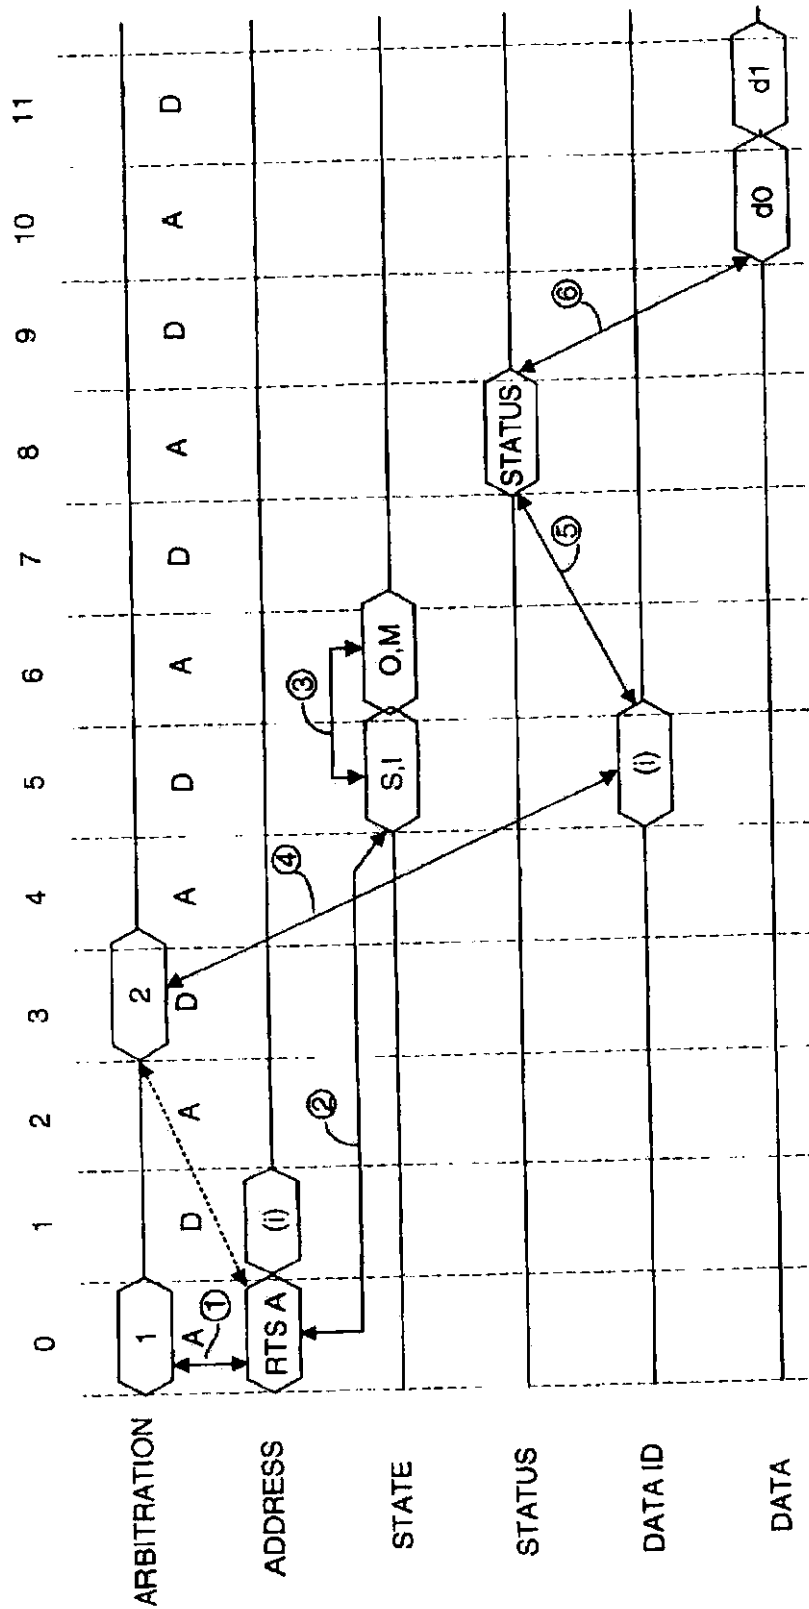 0 1 2 3 4 5 6 7 8 9 10 11
ARBITRATION 1 2
A D A D A D A D A D A D
①
ADDRESS RTS A (i)
② ④ ③
STATE S,I O,M
STATUS STATUS
⑤ ⑥
DATA ID (i)
DATA d0 d1